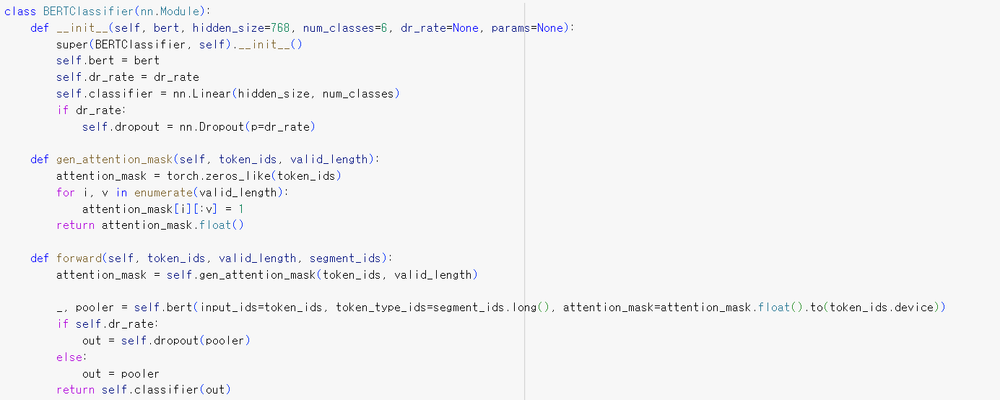 class BERTClassifier(nn.Module):
    def __init__(self, bert, hidden_size=768, num_classes=6, dr_rate=None, params=None):
        super(BERTClassifier, self).__init__()
        self.bert = bert
        self.dr_rate = dr_rate
        self.classifier = nn.Linear(hidden_size, num_classes)
        if dr_rate:
            self.dropout = nn.Dropout(p=dr_rate)

    def gen_attention_mask(self, token_ids, valid_length):
        attention_mask = torch.zeros_like(token_ids)
        for i, v in enumerate(valid_length):
            attention_mask[i][:v] = 1
        return attention_mask.float()

    def forward(self, token_ids, valid_length, segment_ids):
        attention_mask = self.gen_attention_mask(token_ids, valid_length)

        _, pooler = self.bert(input_ids=token_ids, token_type_ids=segment_ids.long(), attention_mask=attention_mask.float().to(token_ids.device))
        if self.dr_rate:
            out = self.dropout(pooler)
        else:
            out = pooler
        return self.classifier(out)